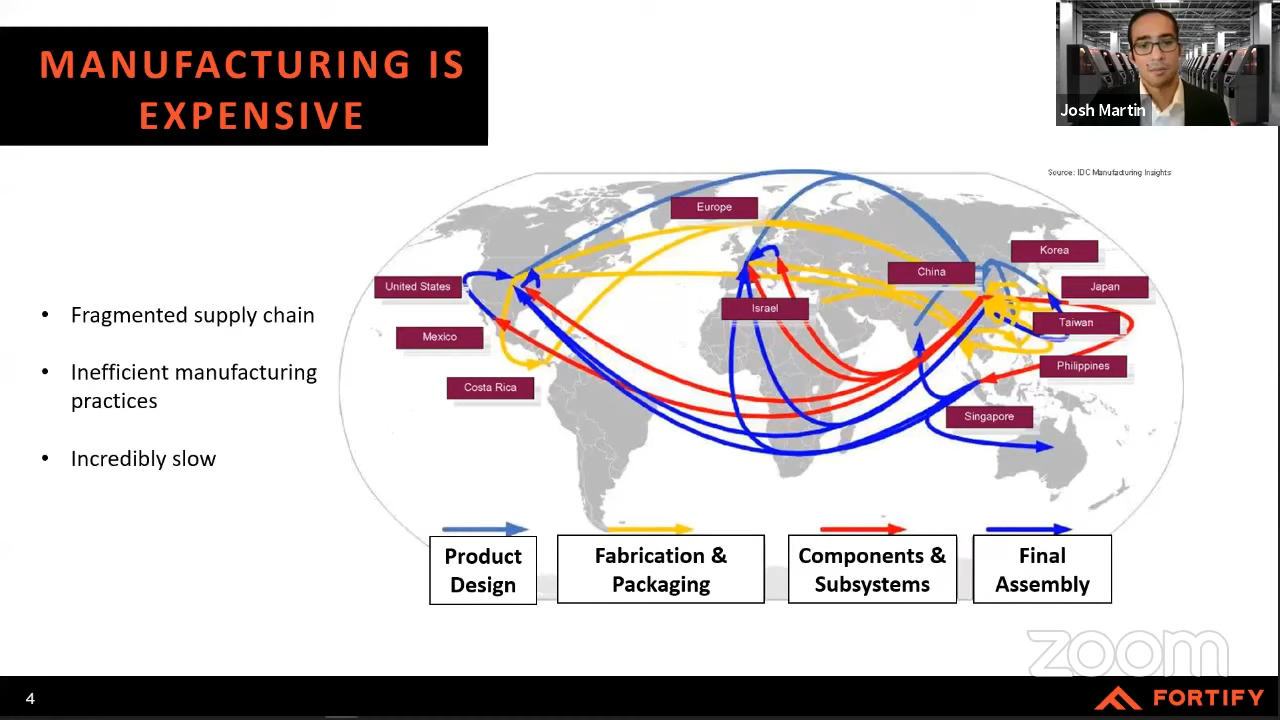 MANUFACTURING IS
EXPENSIVE
Josh Martin
Source: IDC Manufacturing Insights
Europe
Korea
China
United States
Japan
Israel
Taiwan
Mexico
Philippines
Costa Rica
Singapore
• Fragmented supply chain
• Inefficient manufacturing
practices
• Incredibly slow
Product
Design
Fabrication &
Packaging
Components &
Subsystems
Final
Assembly
zoom
4
FORTIFY